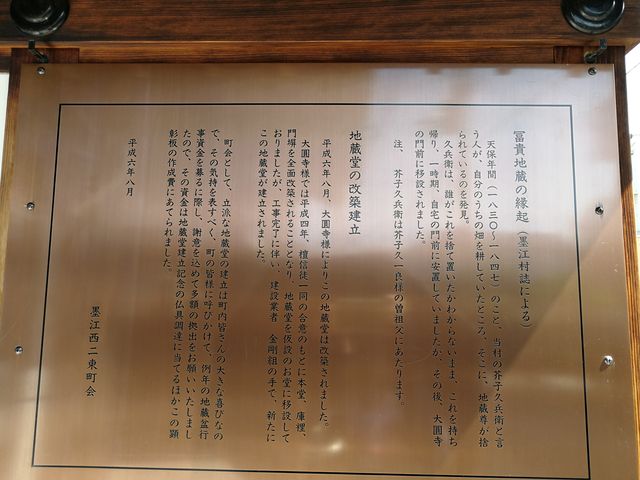 冨貴地蔵の縁起（墨江村誌による）
天保年間（一八三〇～一八四七）のこと、当村の芥子久兵衛と言
う人が、自分のうちの畑を耕していたところ、そこに、地蔵尊が捨
られているのを発見。
久兵衛は、誰がこれを捨て置いたかわからないまま、これを持ち
帰り、一時期、自宅の門前に安置していましたが、その後、大圓寺
の門前に移設されました。
注、芥子久兵衛は芥子久一良様の曽祖父にあたります。
地蔵堂の改築建立
平成六年八月、大圓寺様によりこの地蔵堂は改築されました。
大圓寺様では平成四年、檀信徒一同の合意のもとに本堂、庫裡、
門塀を全面改築されることとなり、地蔵堂を仮設のお堂に移設して
おりましたが、工事完了に伴い、建設業者 金剛組の手で、新たに
この地蔵堂が建立されました。
町会として、立派な地蔵堂の建立は町内皆さんの大きな喜びなの
で、その気持を表すべく、町の皆様に呼びかけて、例年の地蔵盆行
事資金を募るに際し、謝意を込めて多額の拠出をお願いいたしまし
たので、その資金は地蔵堂建立記念の仏具調達に当てるほかこの顕
彰板の作成費にあてられました。
平成六年八月
墨江西二東町会